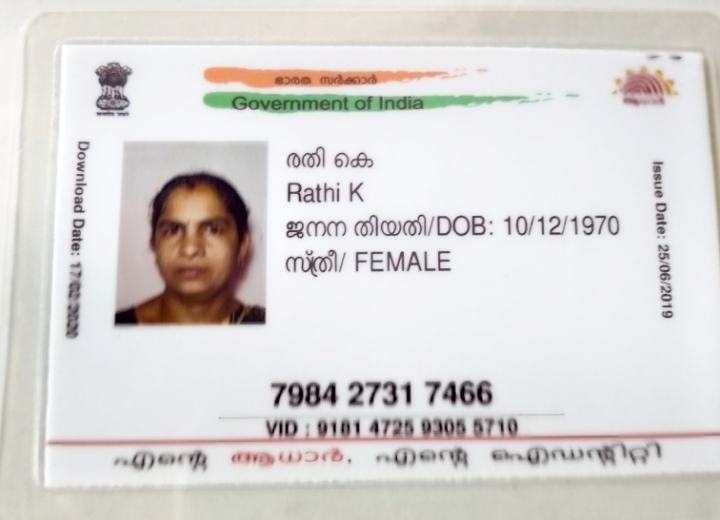 ഭാരത സർക്കാർ
Government of India
Download Date: 17/02/2020
രതി കെ
Rathi K
ജനന തിയതി/DOB: 10/12/1970
സ്ത്രീ/ FEMALE
Issue Date: 25/06/2019
7984 2731 7466
VID : 9181 4725 9305 5710
എന്റെ ആധാർ, എന്റെ ഐഡന്റിറ്റി